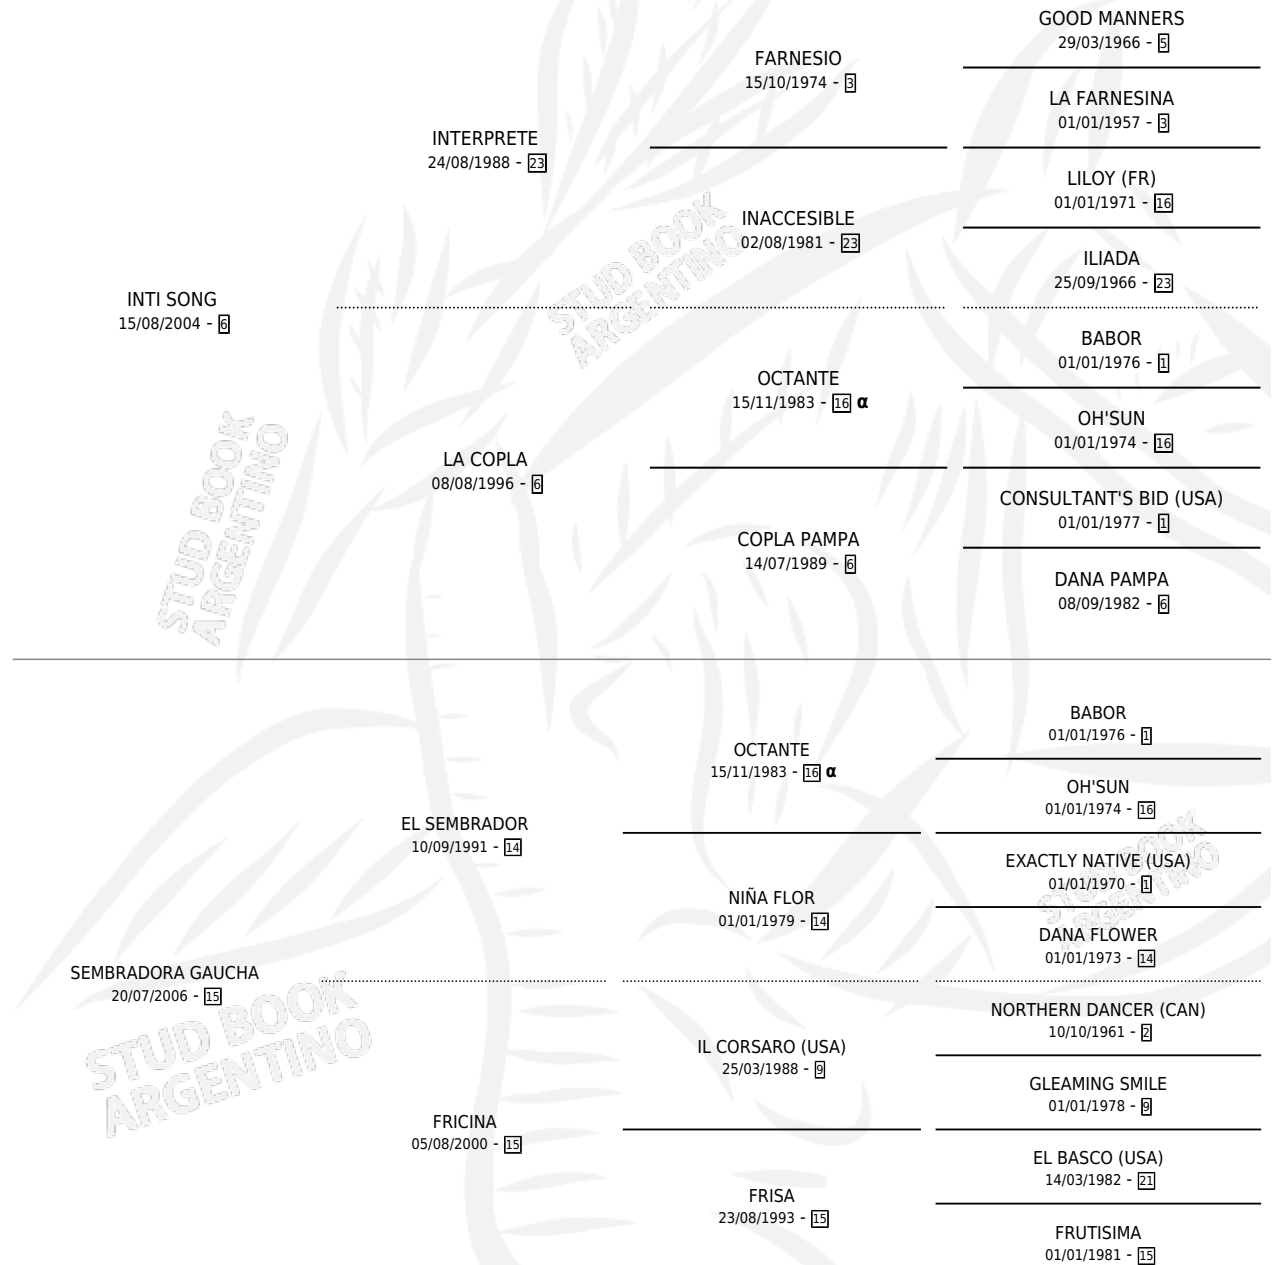 GOOD MANNERS
29/03/1966 - 5
FARNESIO
15/10/1974 - 3
LA FARNESINA
01/01/1957 - 3
INTERPRETE
24/08/1988 - 23
LILOY (FR)
01/01/1971 - 16
INACCESIBLE
02/08/1981 - 23
ILIADA
25/09/1966 - 23
INTI SONG
15/08/2004 - 6
BABOR
01/01/1976 - 1
OCTANTE
15/11/1983 - 16 α
OH'SUN
01/01/1974 - 16
LA COPLA
08/08/1996 - 6
CONSULTANT'S BID (USA)
01/01/1977 - 1
COPLA PAMPA
14/07/1989 - 6
DANA PAMPA
08/09/1982 - 6
BABOR
01/01/1976 - 1
OCTANTE
15/11/1983 - 16 α
OH'SUN
01/01/1974 - 16
EL SEMBRADOR
10/09/1991 - 14
EXACTLY NATIVE (USA)
01/01/1970 - 1
NIÑA FLOR
01/01/1979 - 14
DANA FLOWER
01/01/1973 - 14
SEMBRADORA GAUCHA
20/07/2006 - 15
NORTHERN DANCER (CAN)
10/10/1961 - 2
IL CORSARO (USA)
25/03/1988 - 9
GLEAMING SMILE
01/01/1978 - 9
FRICINA
05/08/2000 - 15
EL BASCO (USA)
14/03/1982 - 21
FRISA
23/08/1993 - 15
FRUTISIMA
01/01/1981 - 15
STUD BOOK
ARGENTINO
STUD BOOK
ARGENTINO
STUD BOOK
ARGENTINO
STUD BOOK
ARGENTINO